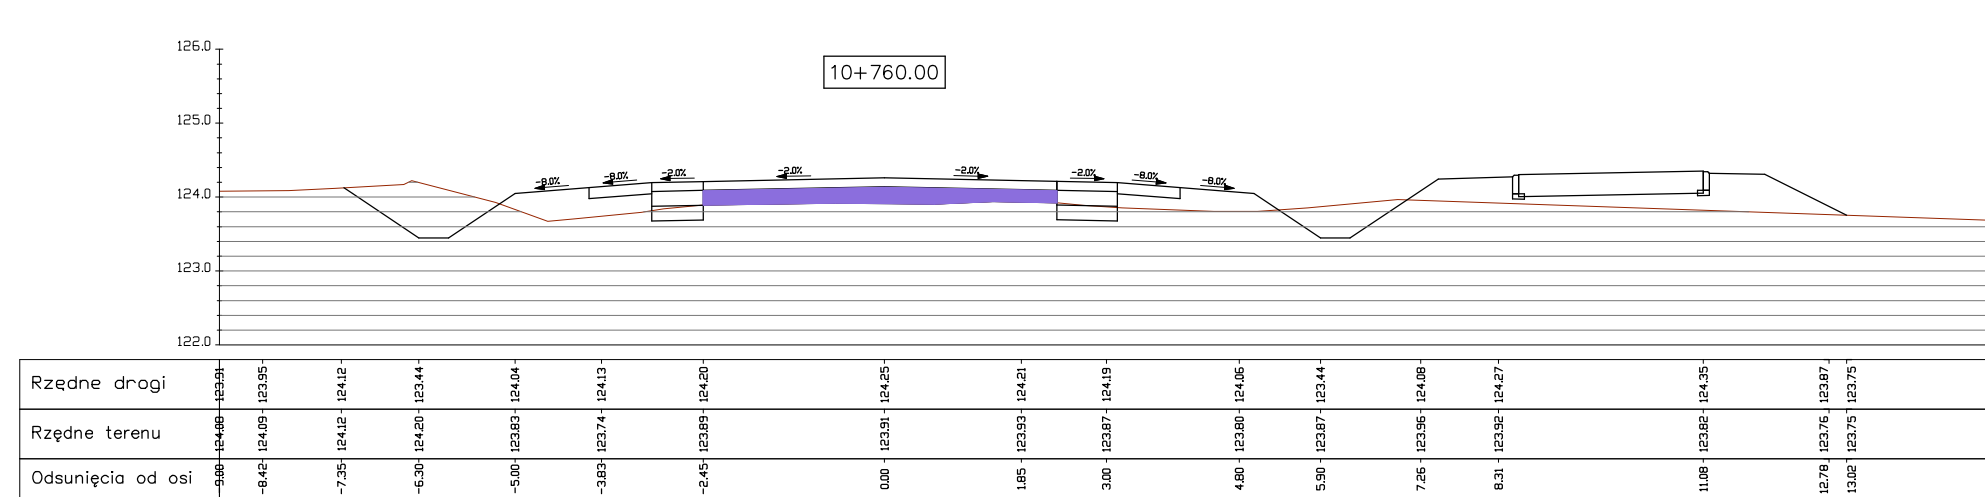 126.0
10+760.00
125.0
-8.0% -8.0% -2.0% -2.0% -2.0% -2.0% -8.0% -8.0%
124.0
123.0
122.0
Rzędne drogi 123.91 123.95 124.12 123.44 124.04 124.13 124.20 124.25 124.21 124.19 124.06 123.44 124.08 124.27 124.35 123.87 123.75
Rzędne terenu 124.08 124.09 124.12 124.20 123.83 123.74 123.89 123.91 123.93 123.87 123.80 123.87 123.96 123.92 123.82 123.76 123.75
Odsunięcia od osi -9.00 -8.42 -7.35 -6.30 -5.00 -3.83 -2.45 0.00 1.85 3.00 4.80 5.90 7.26 8.31 11.08 12.78 13.02